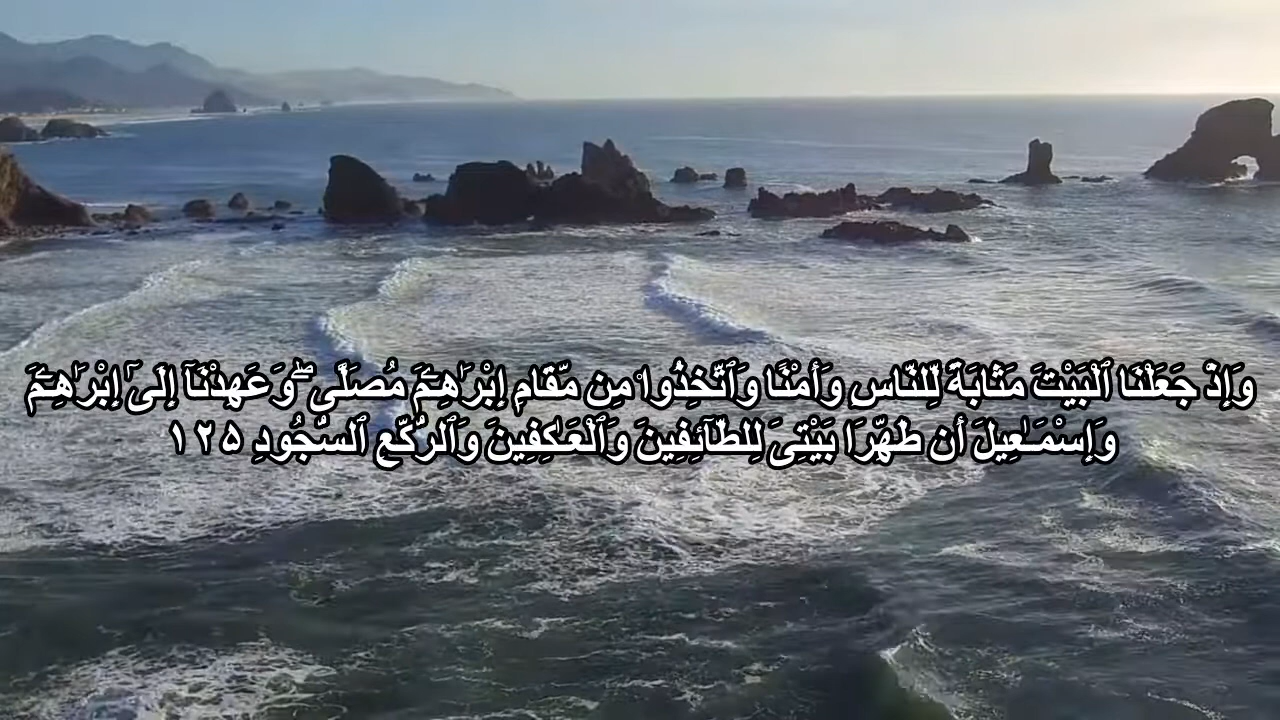 وَإِذْ جَعَلْنَا ٱلْبَيْتَ مَثَابَةً لِّلنَّاسِ وَأَمْنًا وَٱتَّخِذُوا۟ مِن مَّقَامِ إِبْرَٰهِـۧمَ مُصَلًّى ۖ وَعَهِدْنَآ إِلَىٰٓ إِبْرَٰهِـۧمَ
وَإِسْمَـٰعِيلَ أَن طَهِّرَا بَيْتِىَ لِلطَّآئِفِينَ وَٱلْعَـٰكِفِينَ وَٱلرُّكَّعِ ٱلسُّجُودِ ١٢٥